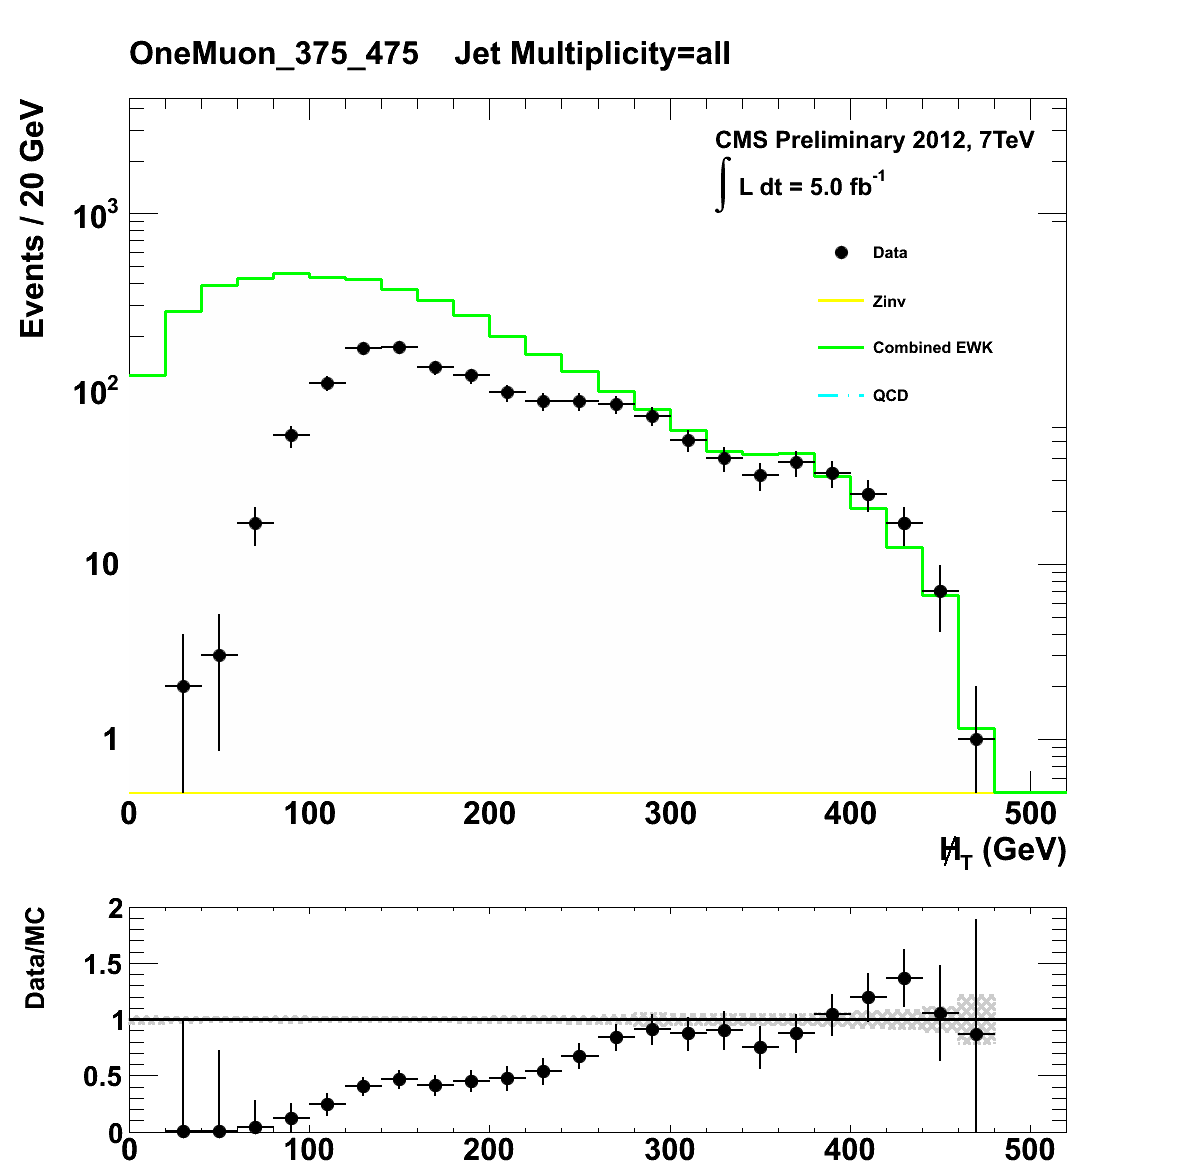 OneMuon_375_475 Jet Multiplicity=all
Events / 20 GeV
CMS Preliminary 2012, 7TeV
∫ L dt = 5.0 fb⁻¹
Data
Zinv
Combined EWK
QCD
10³
10²
10
1
0 100 200 300 400 500
H̸_T (GeV)
Data/MC
2
1.5
1
0.5
0
0 100 200 300 400 500